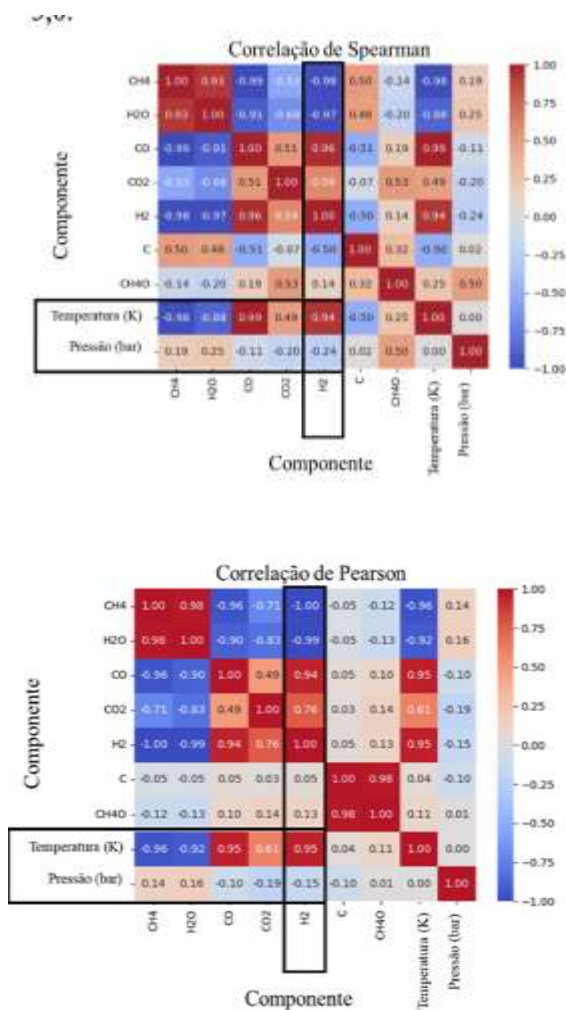 Correlação de Spearman
Componente
CH4 1.00 0.93 -0.98 0.50 -0.14 -0.98 0.19
H2O 0.93 1.00 -0.91 -0.97 0.48 -0.20 0.25
CO -0.91 1.00 0.51 0.96 -0.51 0.19 0.99 -0.11
CO2 0.51 1.00 -0.07 0.53 0.49 -0.20
H2 -0.98 -0.97 0.96 1.00 -0.50 0.14 0.94 -0.24
C 0.50 0.48 -0.51 -0.07 -0.50 1.00 0.32 -0.50 0.02
CH4O -0.14 -0.20 0.19 0.53 0.14 0.32 1.00 0.25 0.50
Temperatura (K) -0.98 0.99 0.49 0.94 -0.50 0.25 1.00 0.00
Pressão (bar) 0.19 0.25 -0.11 -0.20 -0.24 0.02 0.50 0.00 1.00
CH4 H2O CO CO2 H2 C CH4O Temperatura (K) Pressão (bar)
Componente
1.00
0.75
0.50
0.25
0.00
-0.25
-0.50
-0.75
-1.00
Correlação de Pearson
Componente
CH4 1.00 0.98 -0.96 -0.71 -1.00 -0.05 -0.12 -0.96 0.14
H2O 0.98 1.00 -0.90 -0.83 -0.99 -0.05 -0.13 -0.92 0.16
CO -0.96 -0.90 1.00 0.49 0.94 0.05 0.10 0.95 -0.10
CO2 -0.71 -0.83 0.49 1.00 0.76 0.03 0.14 0.61 -0.19
H2 -1.00 -0.99 0.94 0.76 1.00 0.05 0.13 0.95 -0.15
C -0.05 -0.05 0.05 0.03 0.05 1.00 0.98 0.04 -0.10
CH4O -0.12 -0.13 0.10 0.14 0.13 0.98 1.00 0.11 0.01
Temperatura (K) -0.96 -0.92 0.95 0.61 0.95 0.04 0.11 1.00 0.00
Pressão (bar) 0.14 0.16 -0.10 -0.19 -0.15 -0.10 0.01 0.00 1.00
CH4 H2O CO CO2 H2 C CH4O Temperatura (K) Pressão (bar)
Componente
1.00
0.75
0.50
0.25
0.00
-0.25
-0.50
-0.75
-1.00